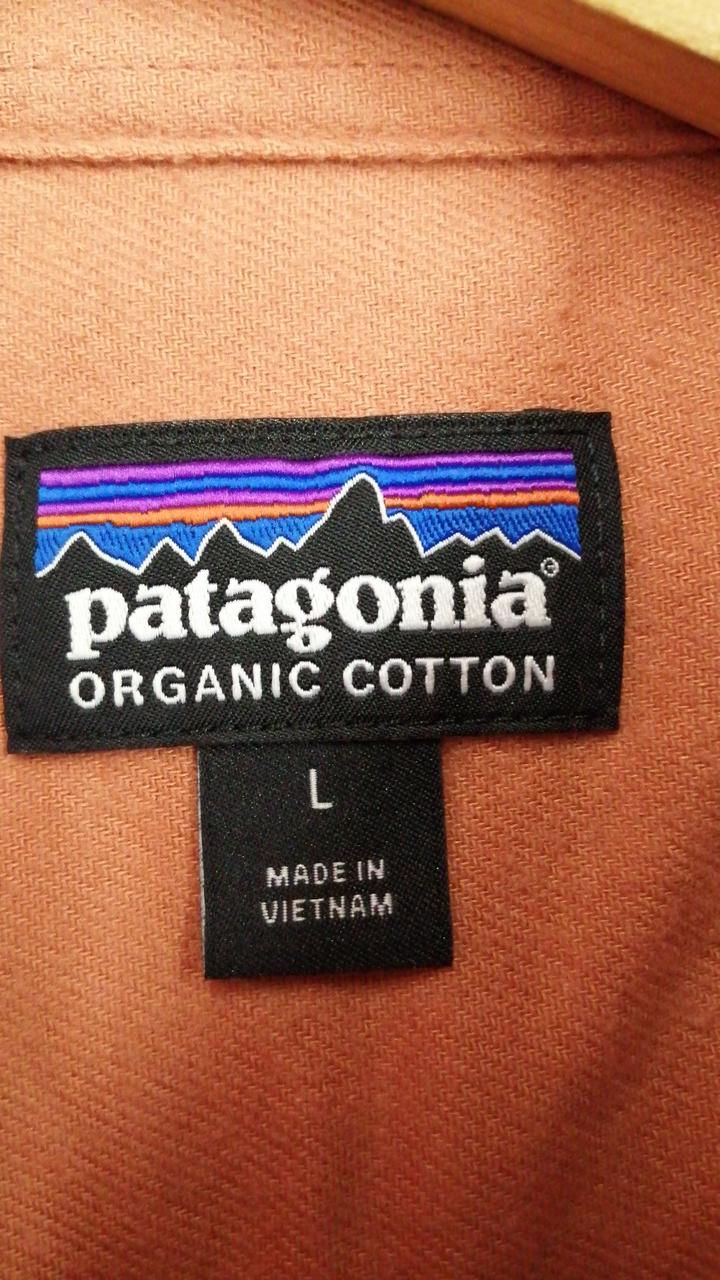 patagonia®
ORGANIC COTTON
L
MADE IN
VIETNAM